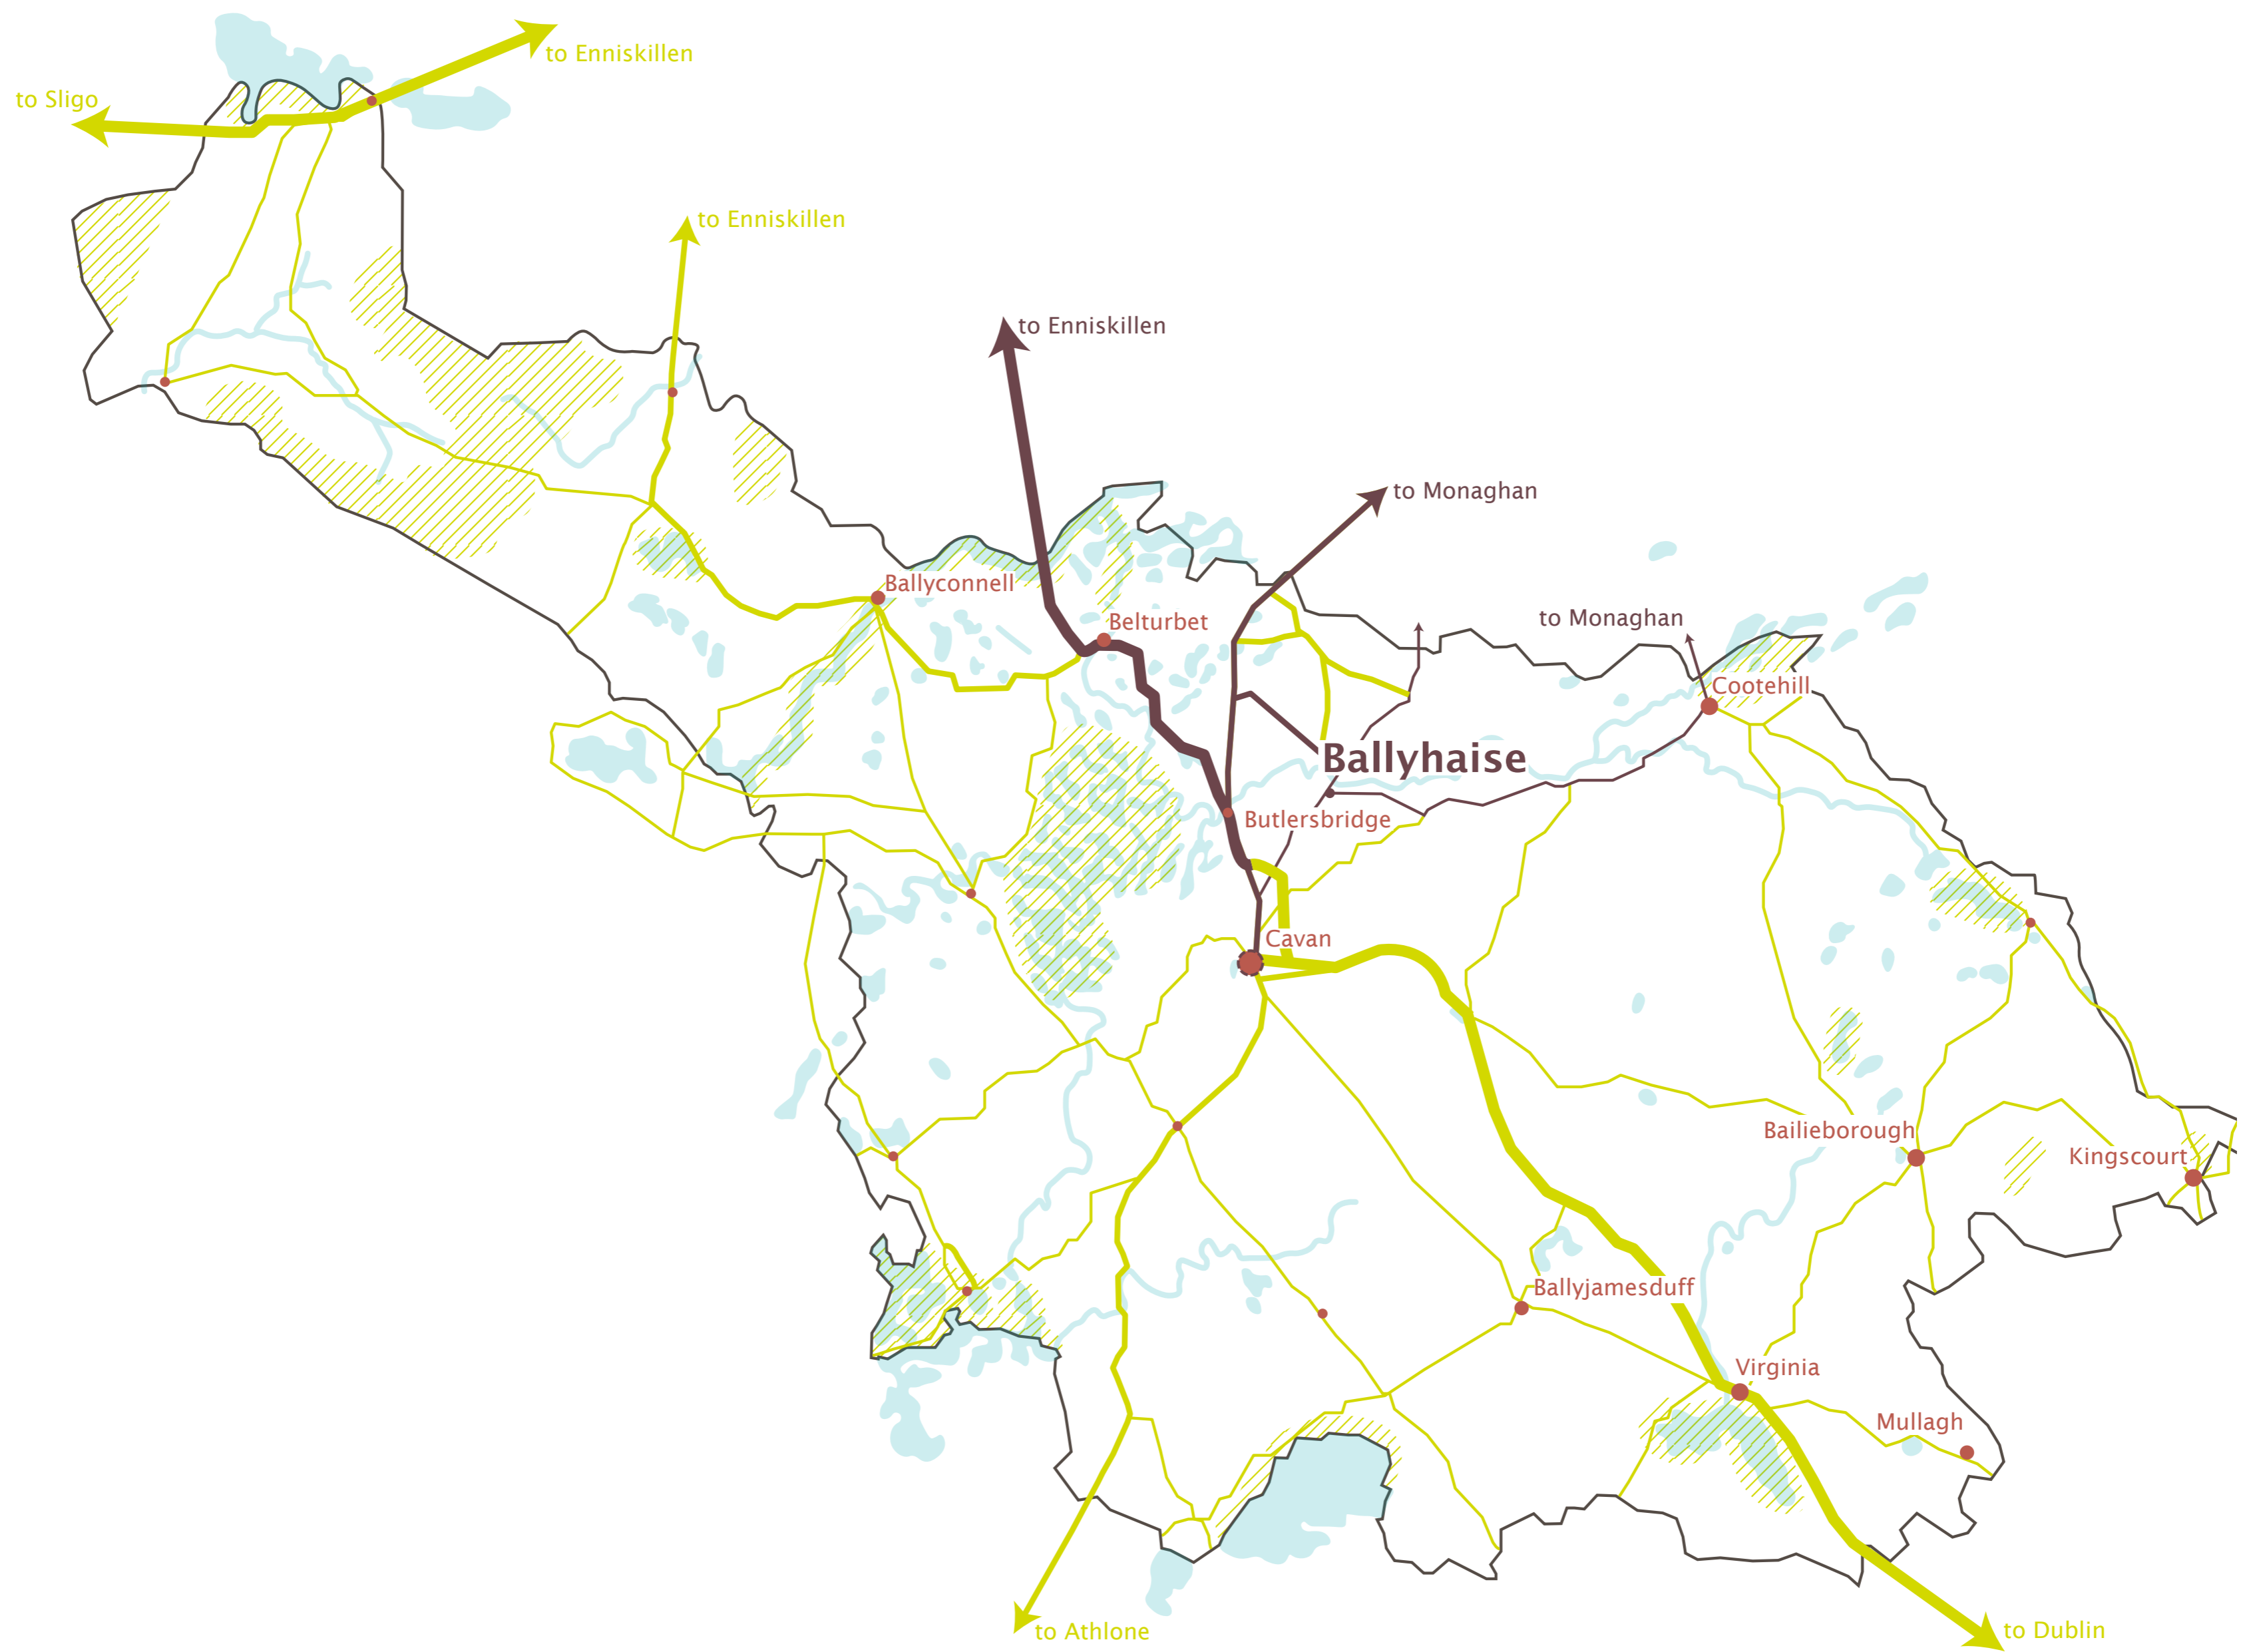 to Enniskillen
to Sligo
to Enniskillen
to Enniskillen
to Monaghan
Ballyconnell
Belturbet
to Monaghan
Cootehill
Ballyhaise
Butlersbridge
Cavan
Bailieborough
Kingscourt
Ballyjamesduff
Virginia
Mullagh
to Athlone
to Dublin